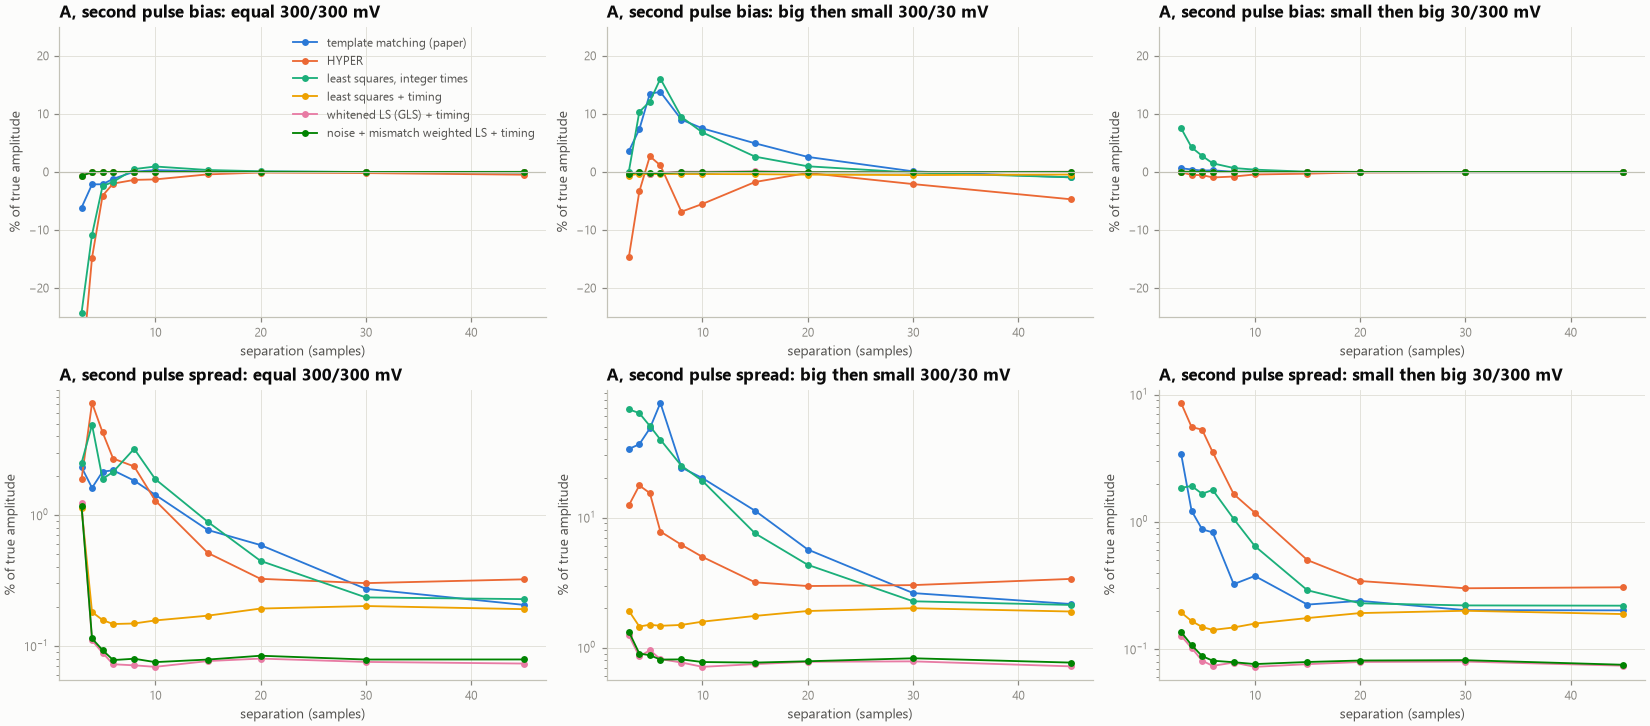 A, second pulse bias: equal 300/300 mV
20
10
0
−10
−20
% of true amplitude
template matching (paper)
HYPER
least squares, integer times
least squares + timing
whitened LS (GLS) + timing
noise + mismatch weighted LS + timing
10
20
30
40
separation (samples)
A, second pulse bias: big then small 300/30 mV
20
10
0
−10
−20
% of true amplitude
10
20
30
40
separation (samples)
A, second pulse bias: small then big 30/300 mV
20
10
0
−10
−20
% of true amplitude
10
20
30
40
separation (samples)
A, second pulse spread: equal 300/300 mV
10⁰
10⁻¹
% of true amplitude
10
20
30
40
separation (samples)
A, second pulse spread: big then small 300/30 mV
10¹
10⁰
% of true amplitude
10
20
30
40
separation (samples)
A, second pulse spread: small then big 30/300 mV
10¹
10⁰
10⁻¹
% of true amplitude
10
20
30
40
separation (samples)